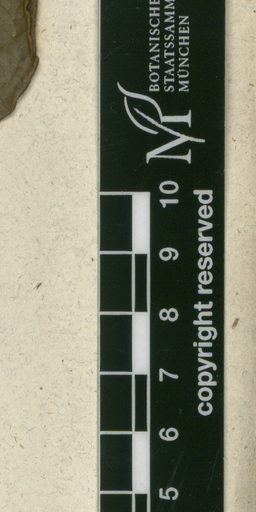 BOTANISCHE
STAATSSAMM
MÜNCHEN
M
10
9
8
7
6
5
copyright reserved